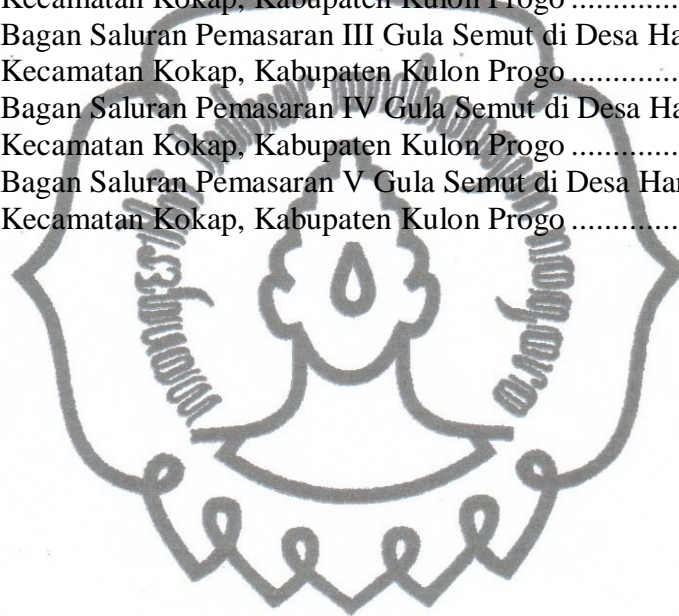 Kecamatan Kokap, Kabupaten Kulon Progo ..............
Bagan Saluran Pemasaran III Gula Semut di Desa Ha
Kecamatan Kokap, Kabupaten Kulon Progo ..............
Bagan Saluran Pemasaran IV Gula Semut di Desa Ha
Kecamatan Kokap, Kabupaten Kulon Progo ..............
Bagan Saluran Pemasaran V Gula Semut di Desa Har
Kecamatan Kokap, Kabupaten Kulon Progo ..............